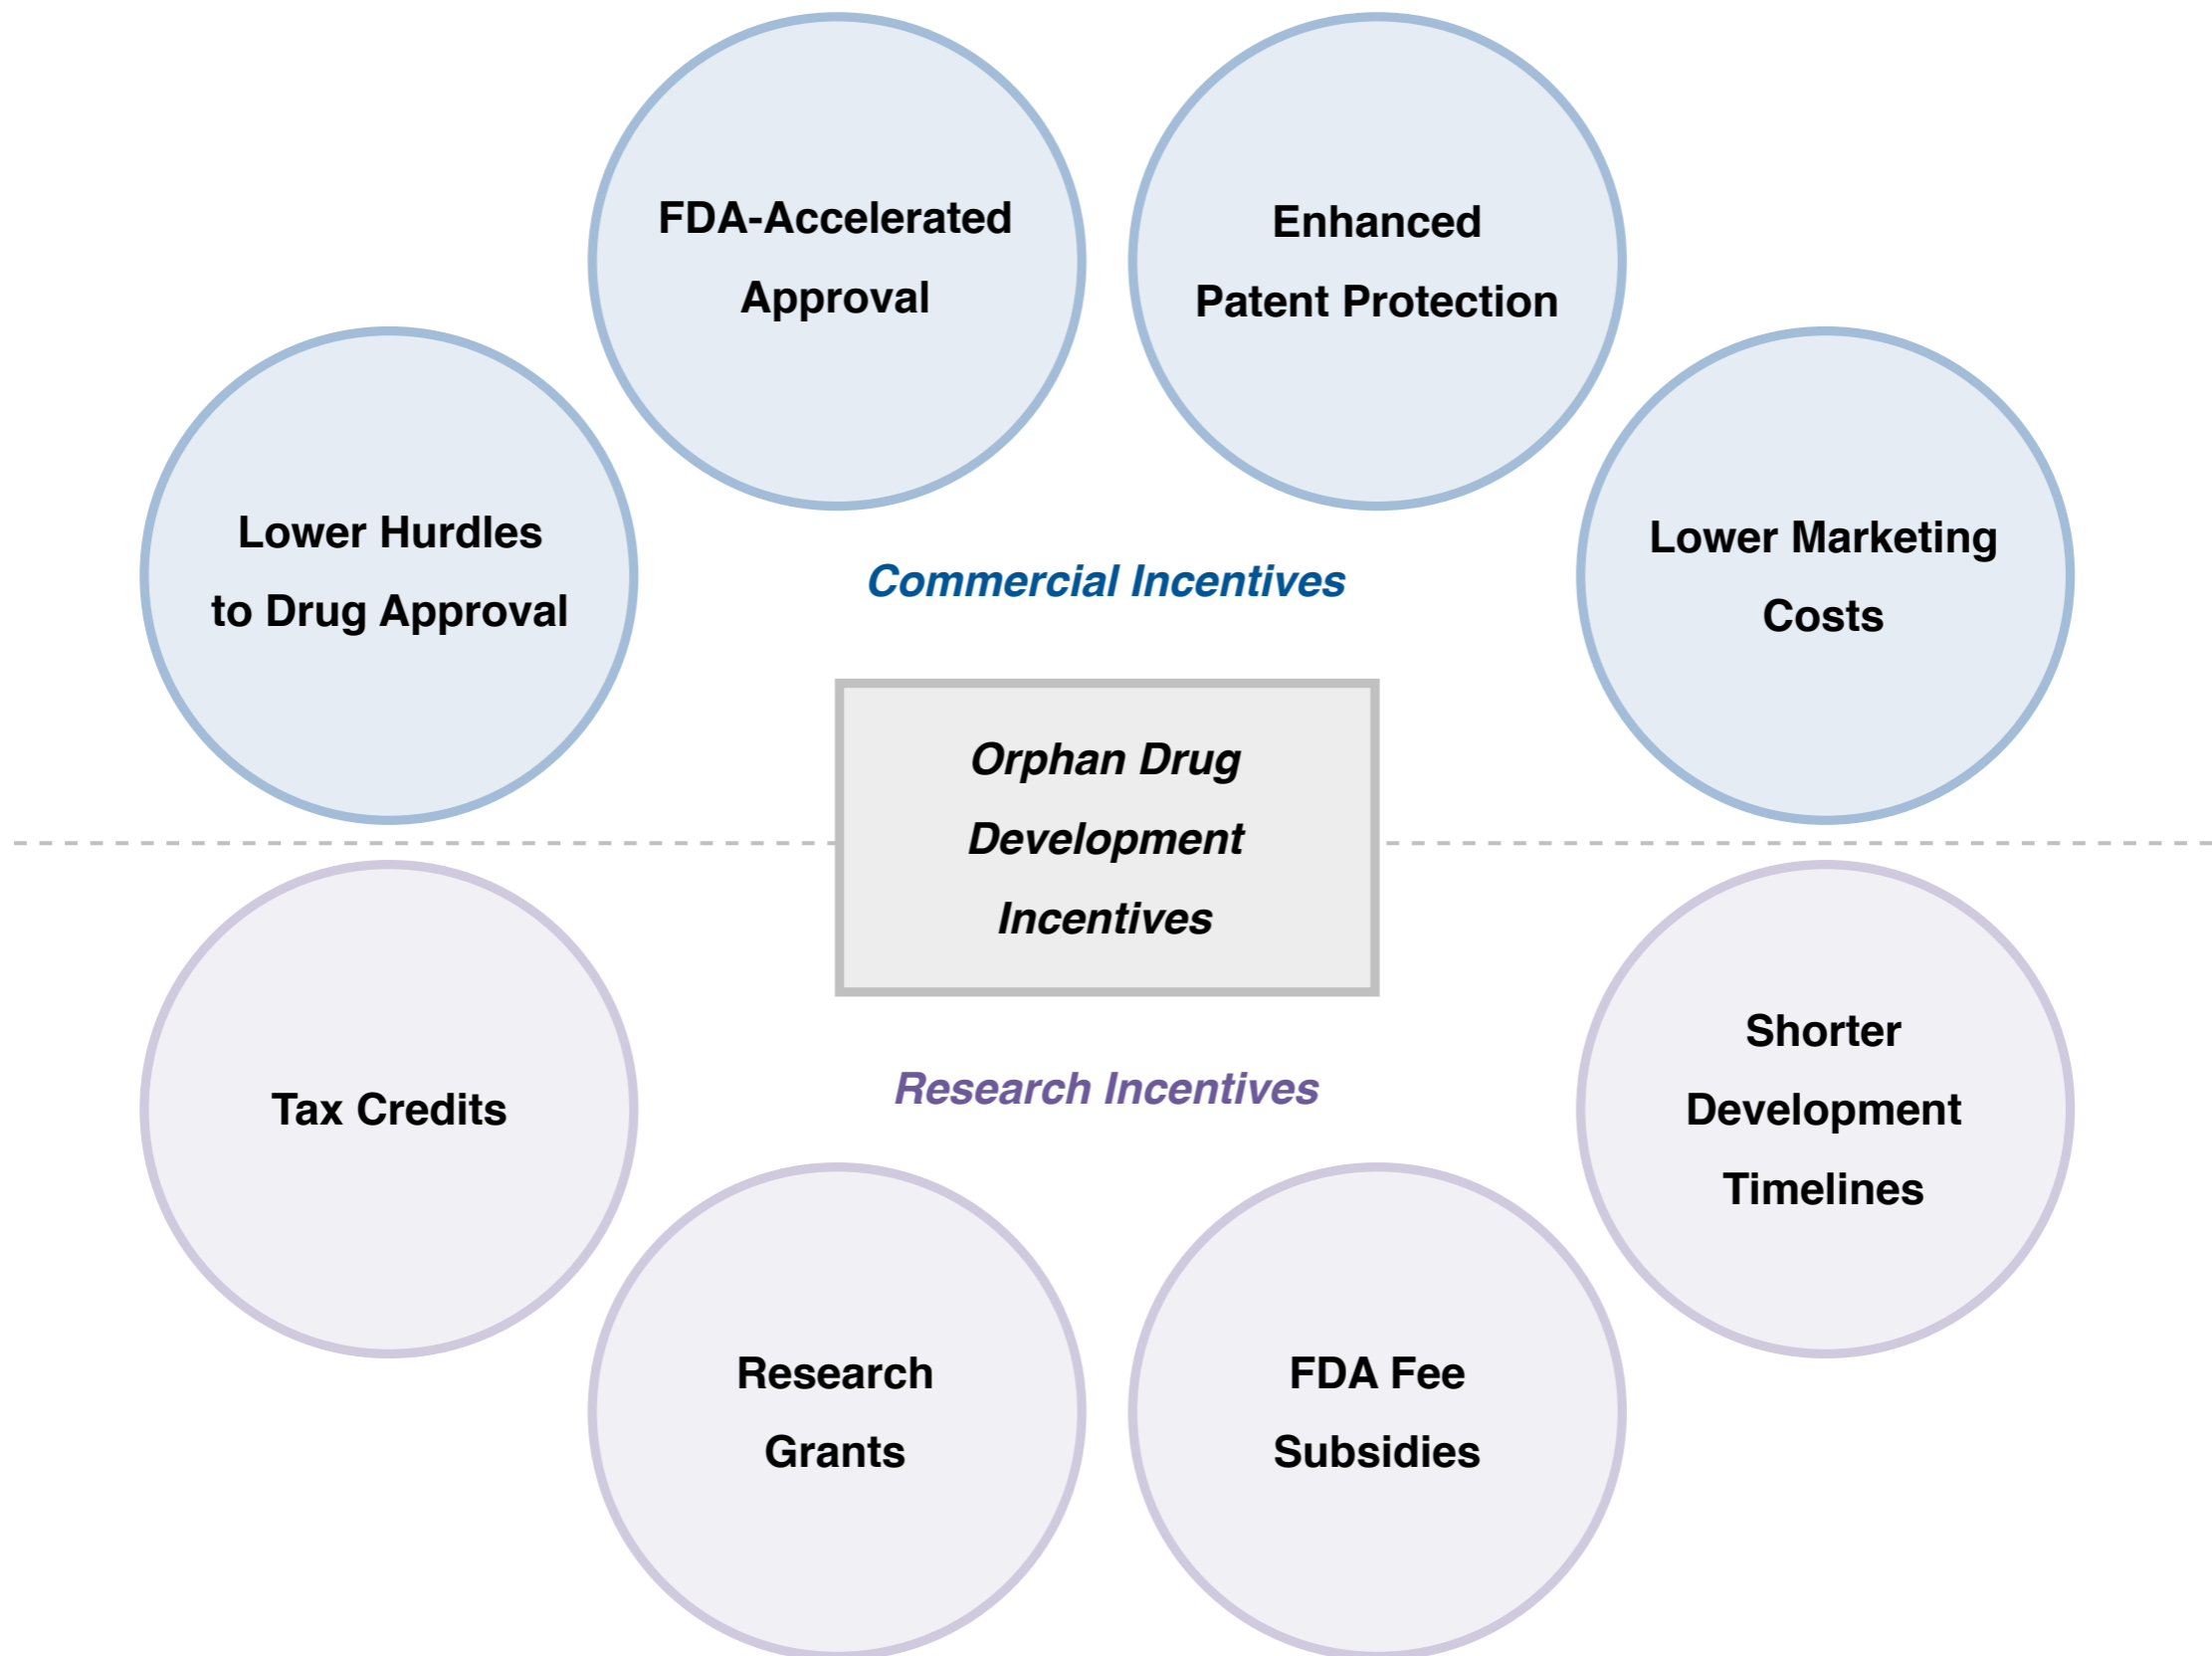 FDA-Accelerated
Approval
Enhanced
Patent Protection
Lower Hurdles
to Drug Approval
Commercial Incentives
Lower Marketing
Costs
Orphan Drug
Development
Incentives
Tax Credits
Research Incentives
Shorter
Development
Timelines
Research
Grants
FDA Fee
Subsidies